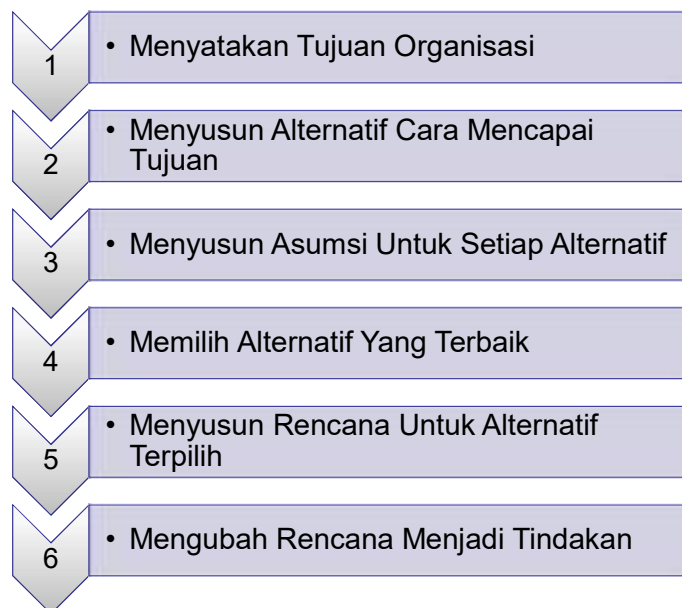 1
• Menyatakan Tujuan Organisasi
2
• Menyusun Alternatif Cara Mencapai
Tujuan
3
• Menyusun Asumsi Untuk Setiap Alternatif
4
• Memilih Alternatif Yang Terbaik
5
• Menyusun Rencana Untuk Alternatif
Terpilih
6
• Mengubah Rencana Menjadi Tindakan